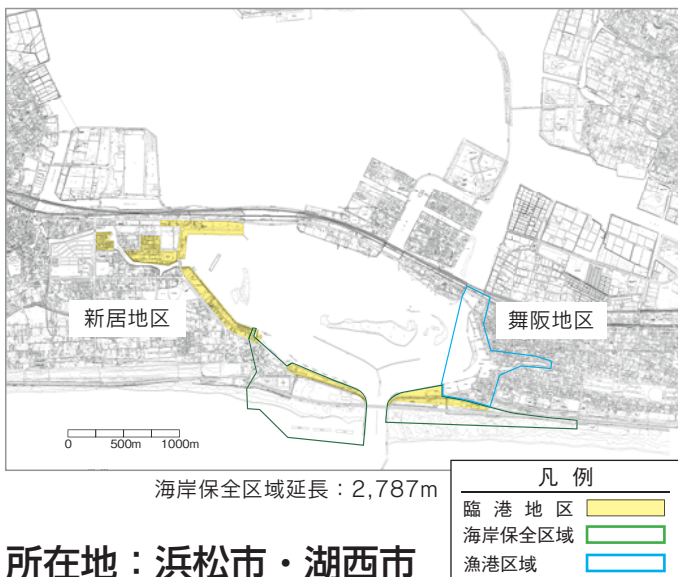 新居地区
舞阪地区
0 500m 1000m
海岸保全区域延長：2,787m
凡例
臨港地区
海岸保全区域
漁港区域
所在地：浜松市・湖西市